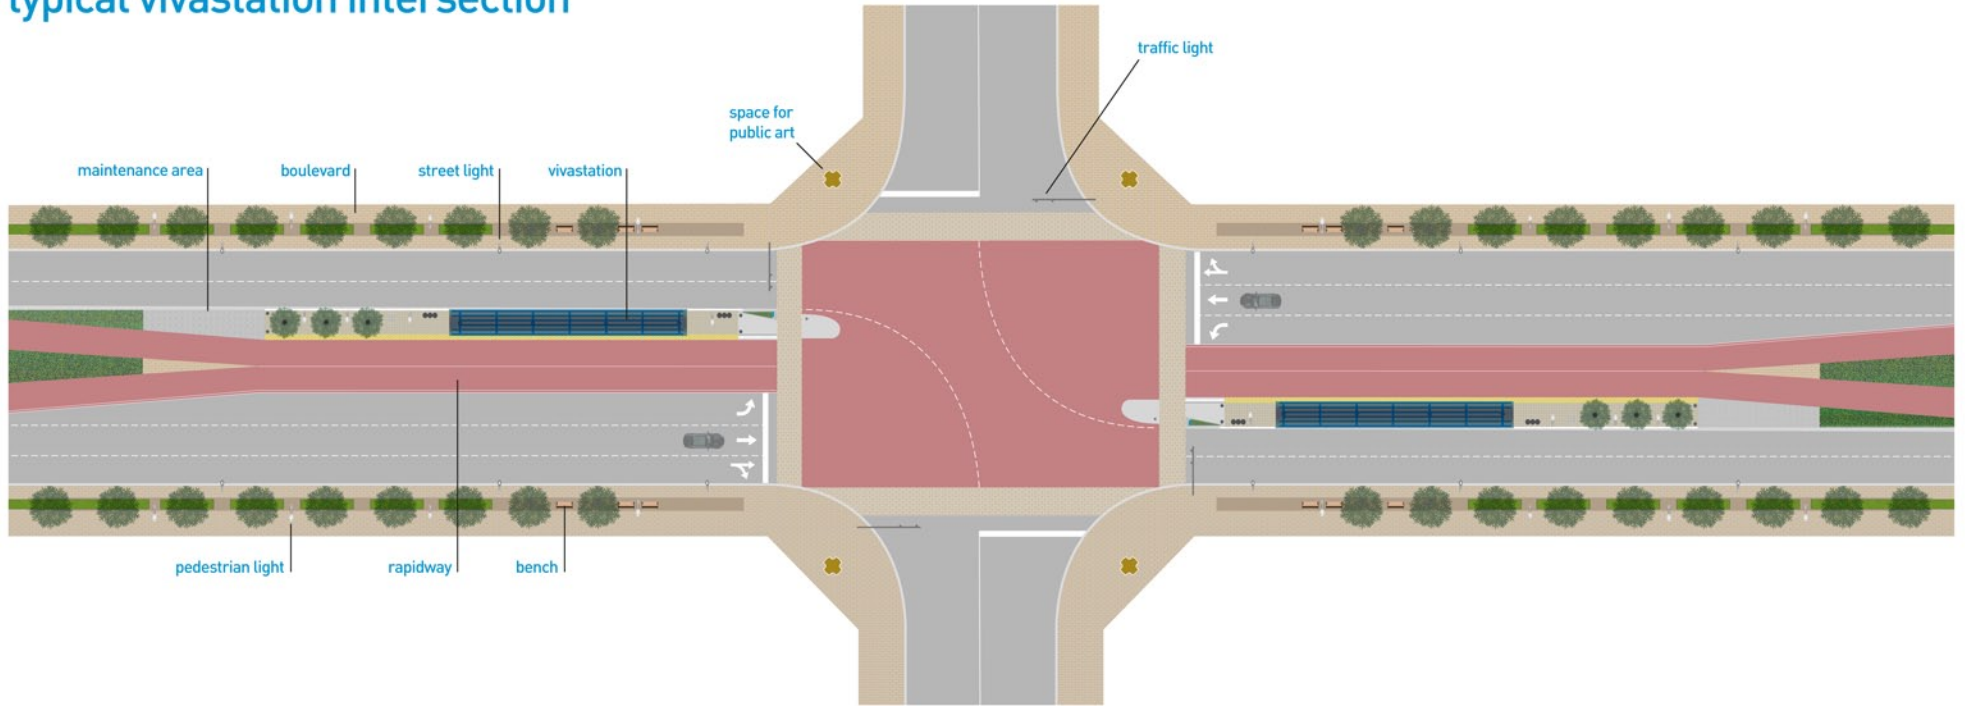 typical vivastation intersection
traffic light
space for
public art
maintenance area
boulevard
street light
vivastation
pedestrian light
rapidway
bench